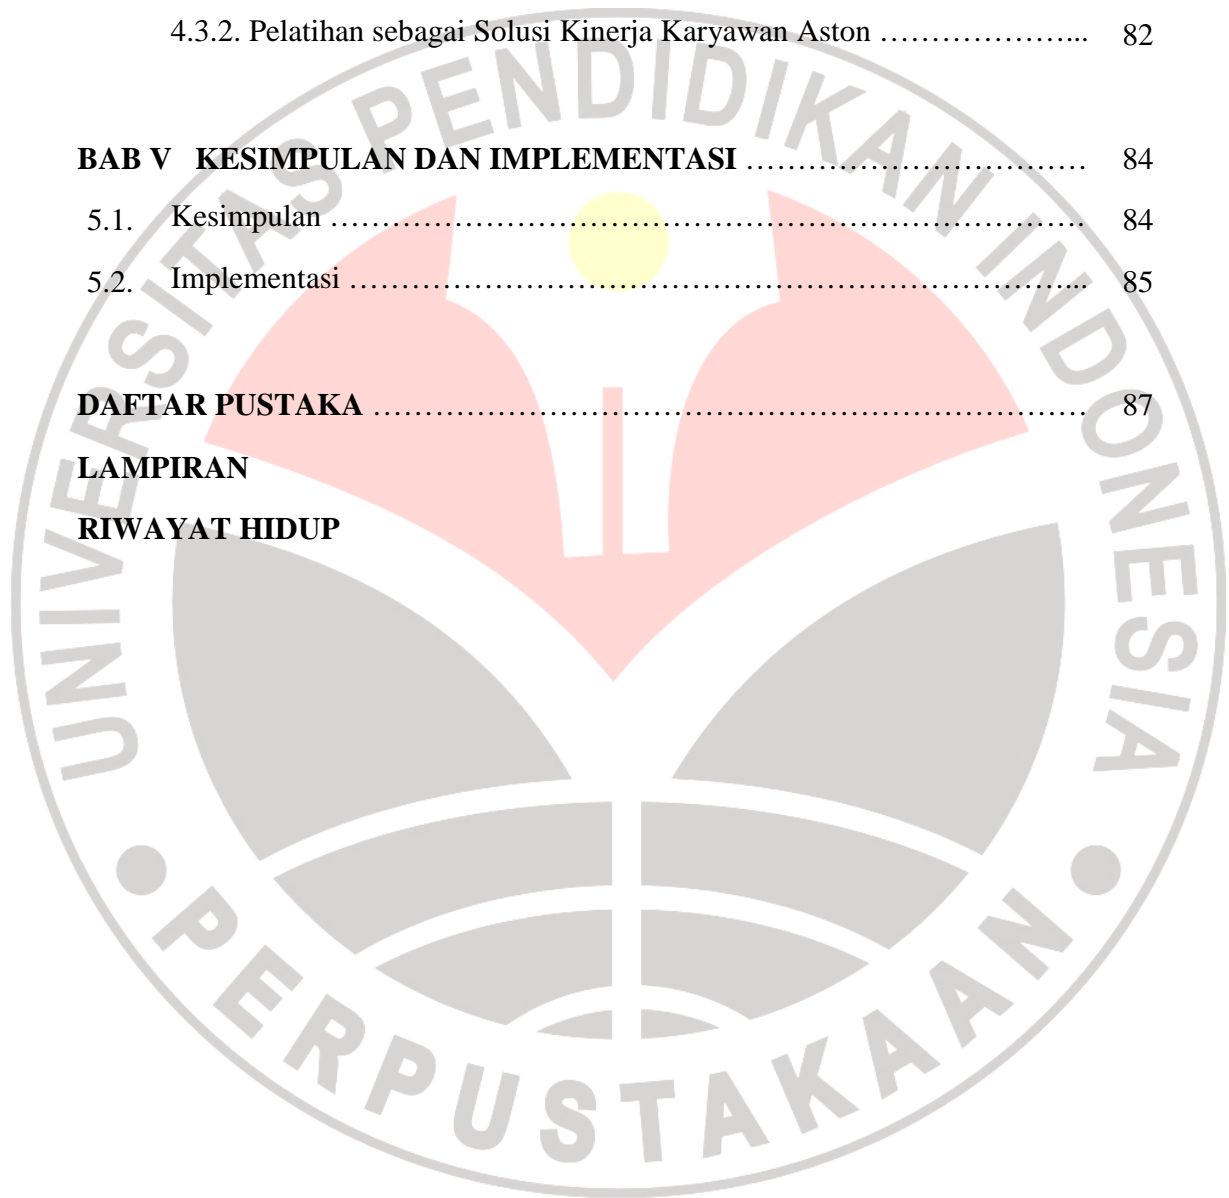 4.3.2. Pelatihan sebagai Solusi Kinerja Karyawan Aston ………………... 82
BAB V KESIMPULAN DAN IMPLEMENTASI …………………………… 84
5.1. Kesimpulan ………………………………………………………………. 84
5.2. Implementasi ……………………………………………………………... 85
DAFTAR PUSTAKA …………………………………………………………… 87
LAMPIRAN
RIWAYAT HIDUP
UNIVERSITAS PENDIDIKAN INDONESIA
PERPUSTAKAAN